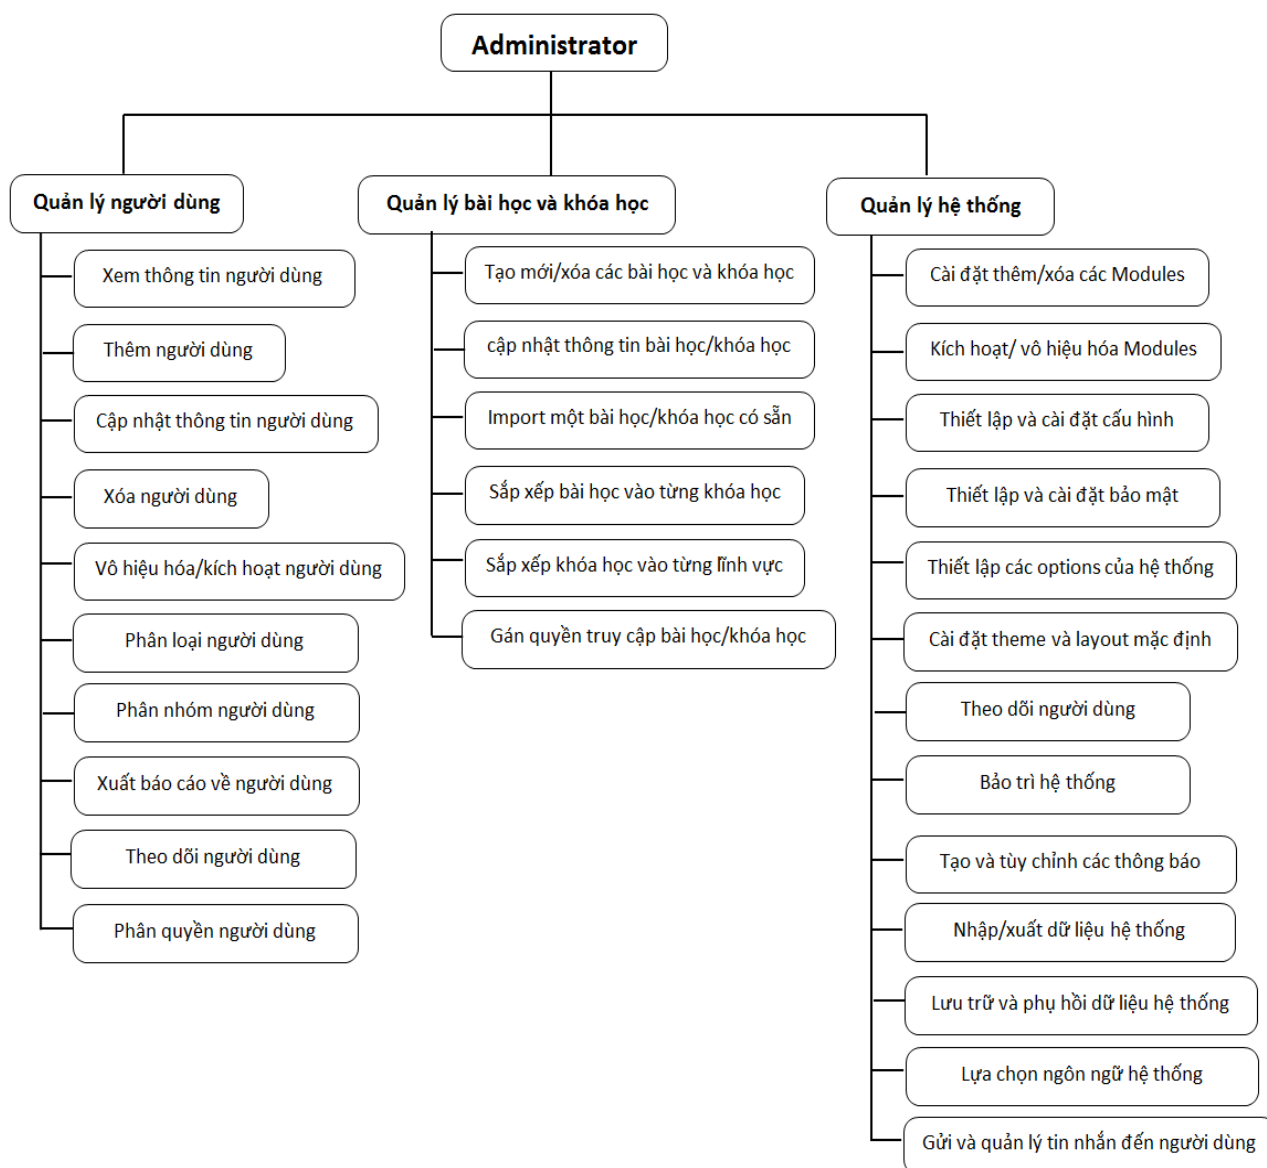 Administrator
Quản lý người dùng
Xem thông tin người dùng
Thêm người dùng
Cập nhật thông tin người dùng
Xóa người dùng
Vô hiệu hóa/kích hoạt người dùng
Phân loại người dùng
Phân nhóm người dùng
Xuất báo cáo về người dùng
Theo dõi người dùng
Phân quyền người dùng
Quản lý bài học và khóa học
Tạo mới/xóa các bài học và khóa học
cập nhật thông tin bài học/khóa học
Import một bài học/khóa học có sẵn
Sắp xếp bài học vào từng khóa học
Sắp xếp khóa học vào từng lĩnh vực
Gán quyền truy cập bài học/khóa học
Quản lý hệ thống
Cài đặt thêm/xóa các Modules
Kích hoạt/ vô hiệu hóa Modules
Thiết lập và cài đặt cấu hình
Thiết lập và cài đặt bảo mật
Thiết lập các options của hệ thống
Cài đặt theme và layout mặc định
Theo dõi người dùng
Bảo trì hệ thống
Tạo và tùy chỉnh các thông báo
Nhập/xuất dữ liệu hệ thống
Lưu trữ và phụ hồi dữ liệu hệ thống
Lựa chọn ngôn ngữ hệ thống
Gửi và quản lý tin nhắn đến người dùng